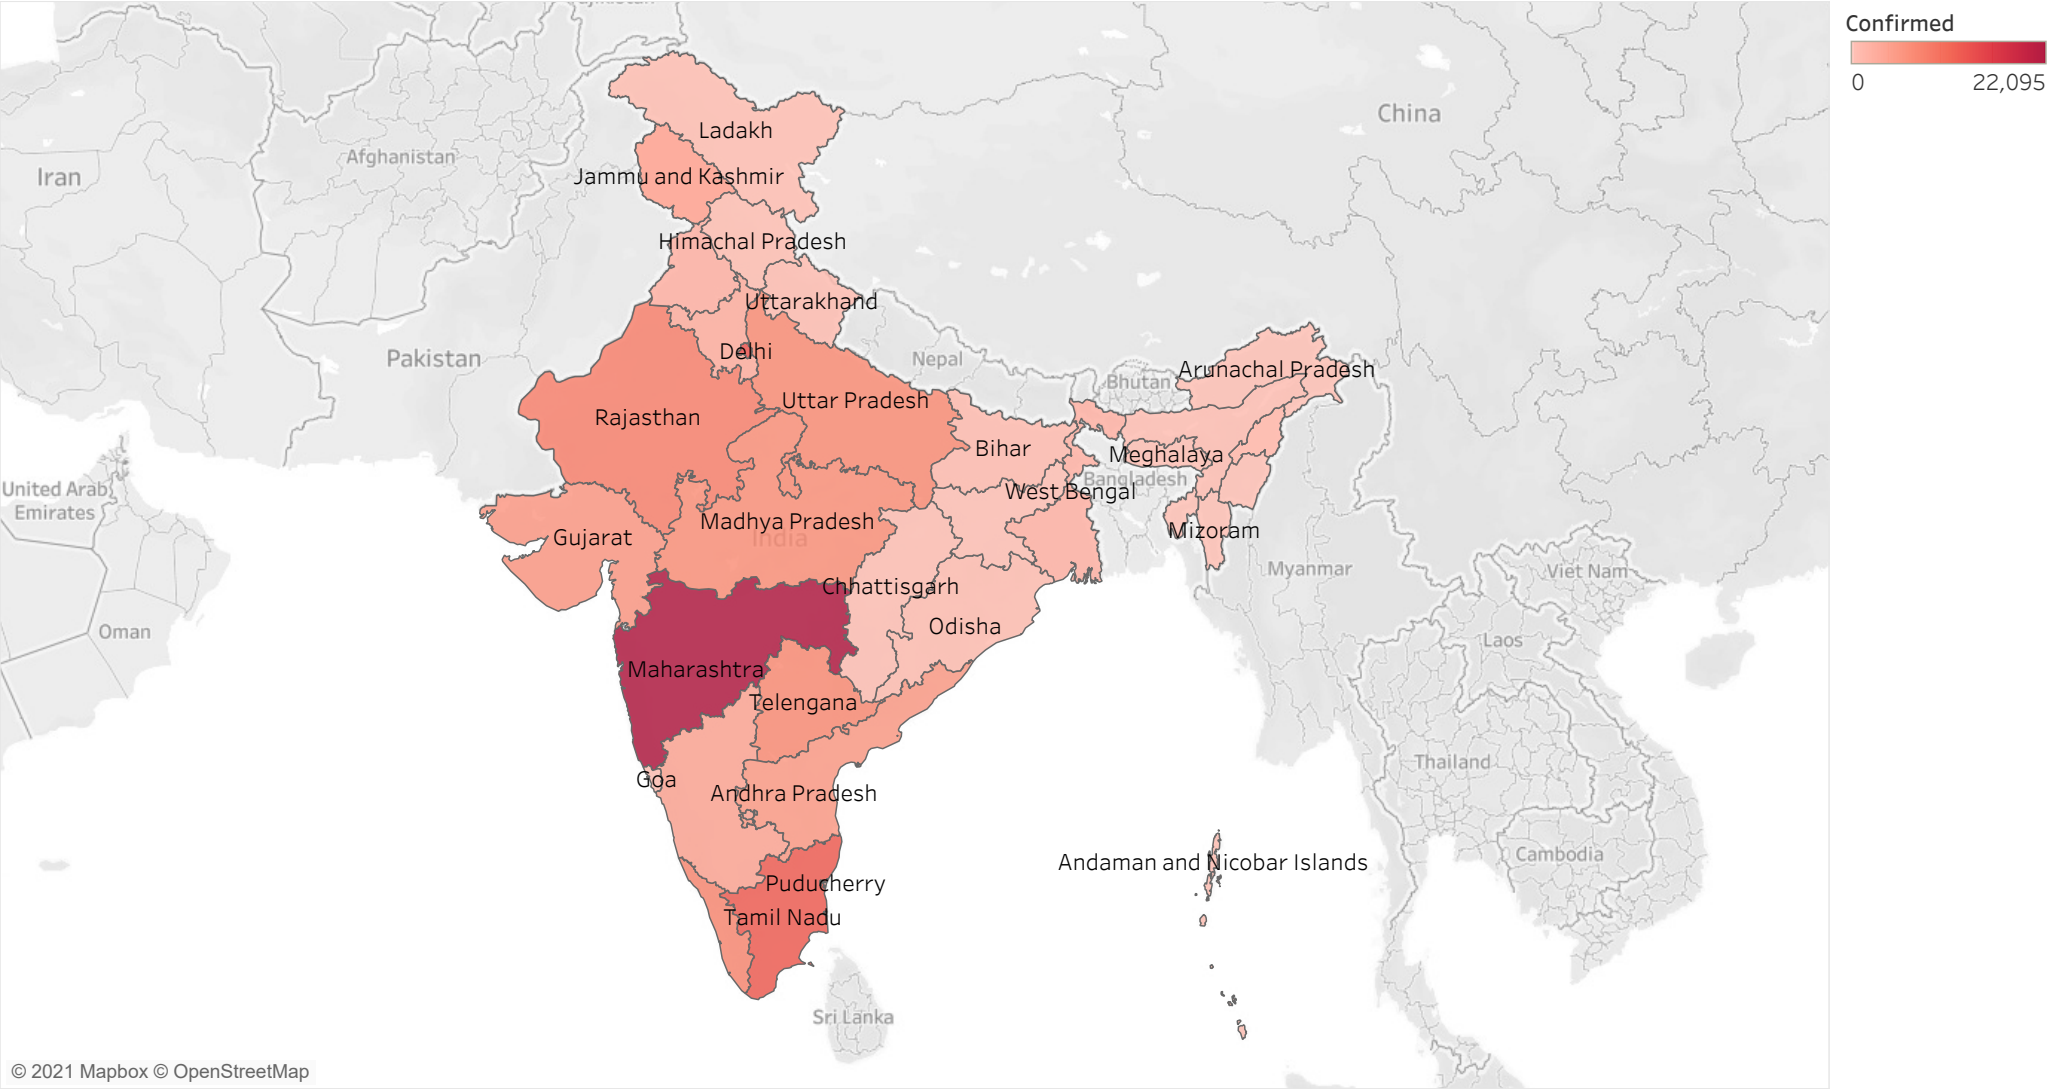 Confirmed
0
22,095
China
Ladakh
Afghanistan
Iran
Jammu and Kashmir
Himachal Pradesh
Uttarakhand
Delhi
Pakistan
Nepal
Arunachal Pradesh
Bhutan
Uttar Pradesh
Rajasthan
Bihar
Meghalaya
Bangladesh
United Arab
Emirates
West Bengal
Madhya Pradesh
India
Gujarat
Mizoram
Myanmar
Viet Nam
Chhattisgarh
Odisha
Oman
Laos
Maharashtra
Telengana
Thailand
Goa
Andhra Pradesh
Cambodia
Andaman and Nicobar Islands
Puducherry
Tamil Nadu
Sri Lanka
© 2021 Mapbox © OpenStreetMap